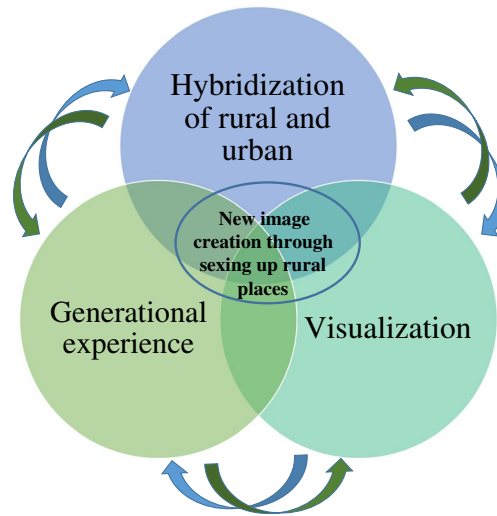 Hybridization
of rural and
urban
New image
creation through
sexing up rural
places
Generational
experience
Visualization